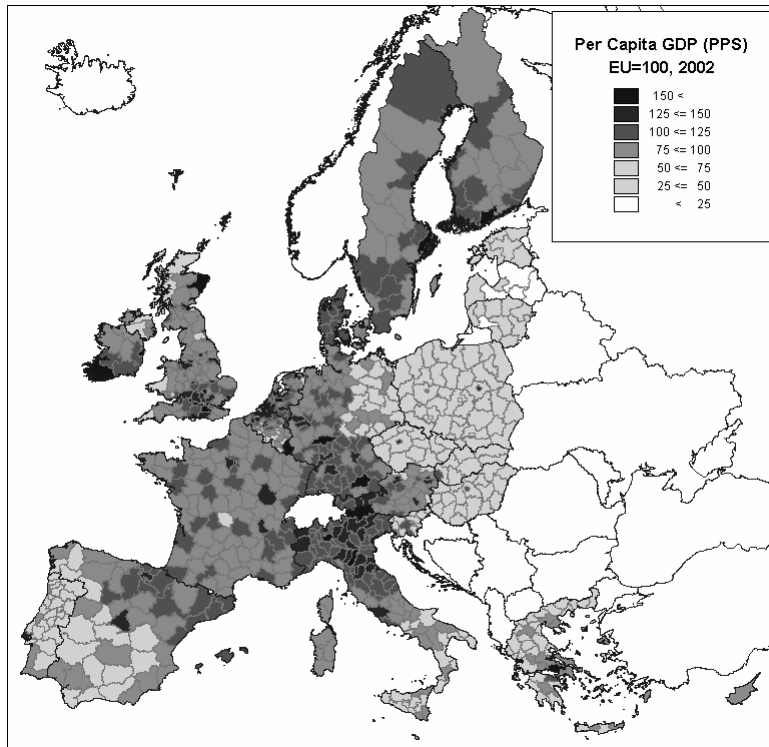 Per Capita GDP (PPS)
EU=100, 2002
150 <
125 <= 150
100 <= 125
75 <= 100
50 <= 75
25 <= 50
< 25